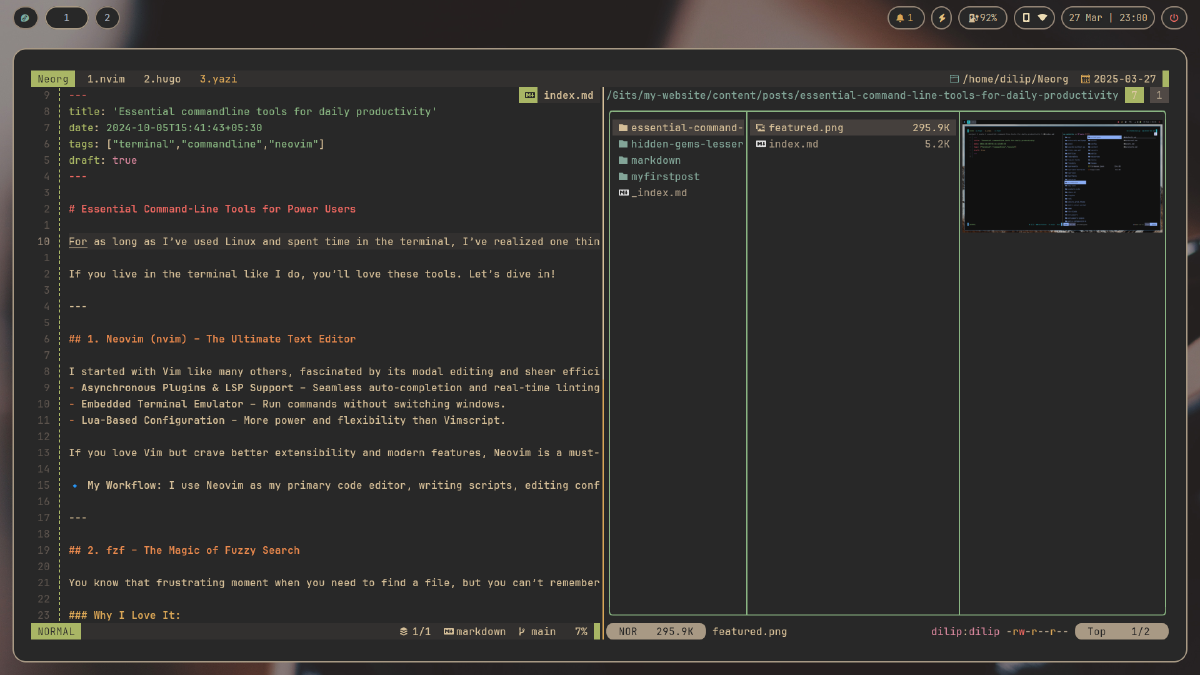 1 2 1 92% 27 Mar | 23:00
Neorg 1.nvim 2.hugo 3.yazi /home/dilip/Neorg 2025-03-27
9 --- index.md
8 title: 'Essential commandline tools for daily productivity'
7 date: 2024-10-05T15:41:43+05:30
6 tags: ["terminal","commandline","neovim"]
5 draft: true
4 ---
3
2 # Essential Command-Line Tools for Power Users
1
10 For as long as I've used Linux and spent time in the terminal, I've realized one thin
1
2 If you live in the terminal like I do, you'll love these tools. Let's dive in!
3
4 ---
5
6 ## 1. Neovim (nvim) – The Ultimate Text Editor
7
8 I started with Vim like many others, fascinated by its modal editing and sheer effici
9 - Asynchronous Plugins & LSP Support – Seamless auto-completion and real-time linting
10 - Embedded Terminal Emulator – Run commands without switching windows.
11 - Lua-Based Configuration – More power and flexibility than Vimscript.
12
13 If you love Vim but crave better extensibility and modern features, Neovim is a must-
14
15 🔹 My Workflow: I use Neovim as my primary code editor, writing scripts, editing conf
16
17 ---
18
19 ## 2. fzf – The Magic of Fuzzy Search
20
21 You know that frustrating moment when you need to find a file, but you can't remember
22
23 ### Why I Love It:
NORMAL 1/1 markdown main 7%
/Gits/my-website/content/posts/essential-command-line-tools-for-daily-productivity 7 1
essential-command-
hidden-gems-lesser
markdown
myfirstpost
_index.md
featured.png 295.9K
index.md 5.2K
NOR 295.9K featured.png dilip:dilip -rw-r--r-- Top 1/2